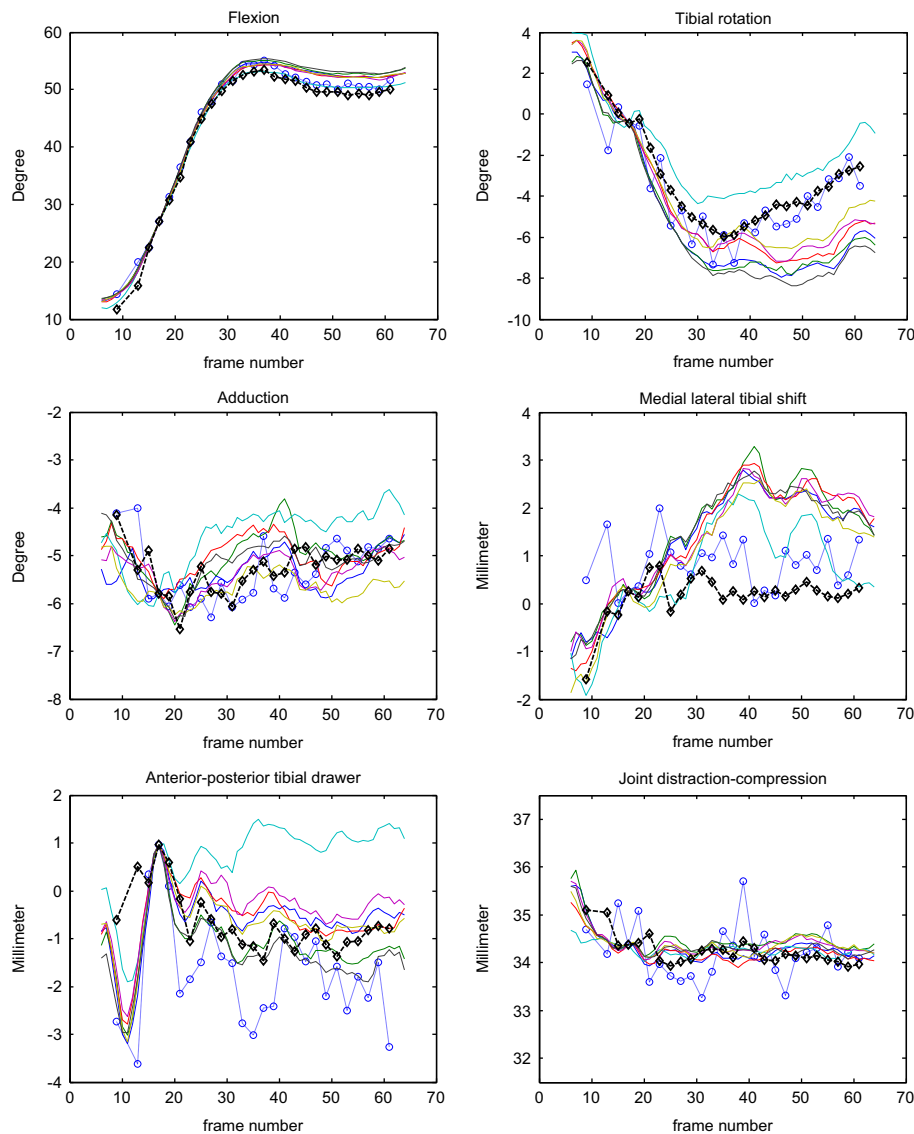 Flexion
60
50
40
30
20
10
Degree
0 10 20 30 40 50 60 70
frame number
Tibial rotation
4
2
0
-2
-4
-6
-8
-10
Degree
0 10 20 30 40 50 60 70
frame number
Adduction
-2
-3
-4
-5
-6
-7
-8
Degree
0 10 20 30 40 50 60 70
frame number
Medial lateral tibial shift
4
3
2
1
0
-1
-2
Millimeter
0 10 20 30 40 50 60 70
frame number
Anterior-posterior tibial drawer
2
1
0
-1
-2
-3
-4
Millimeter
0 10 20 30 40 50 60 70
frame number
Joint distraction-compression
37
36
35
34
33
32
Millimeter
0 10 20 30 40 50 60 70
frame number